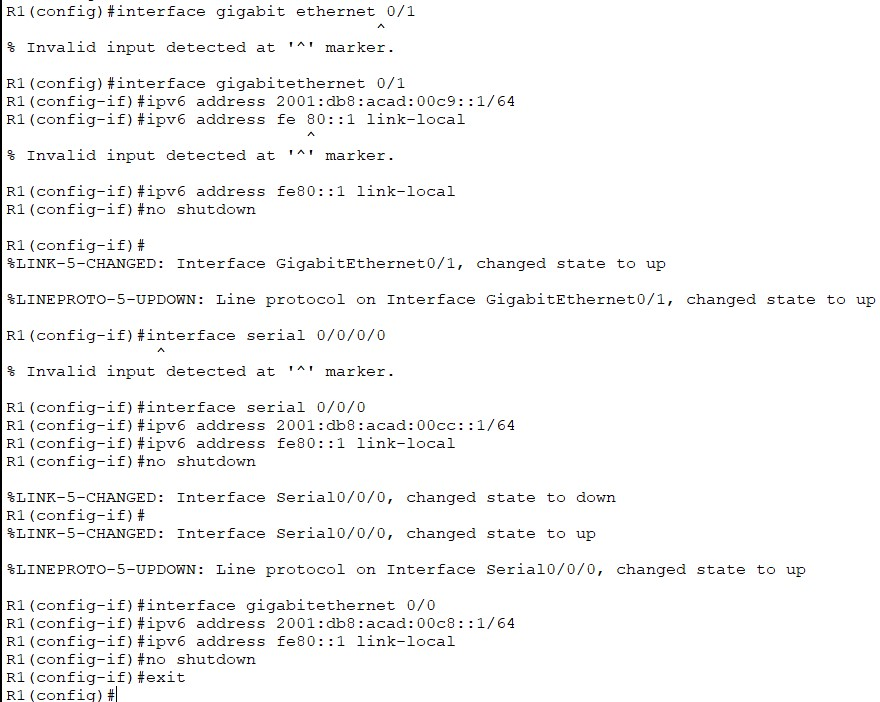 R1(config)#interface gigabit ethernet 0/1
^
% Invalid input detected at '^' marker.
R1(config)#interface gigabitethernet 0/1
R1(config-if)#ipv6 address 2001:db8:acad:00c9::1/64
R1(config-if)#ipv6 address fe 80::1 link-local
^
% Invalid input detected at '^' marker.
R1(config-if)#ipv6 address fe80::1 link-local
R1(config-if)#no shutdown
R1(config-if)#
%LINK-5-CHANGED: Interface GigabitEthernet0/1, changed state to up
%LINEPROTO-5-UPDOWN: Line protocol on Interface GigabitEthernet0/1, changed state to up
R1(config-if)#interface serial 0/0/0/0
^
% Invalid input detected at '^' marker.
R1(config-if)#interface serial 0/0/0
R1(config-if)#ipv6 address 2001:db8:acad:00cc::1/64
R1(config-if)#ipv6 address fe80::1 link-local
R1(config-if)#no shutdown
%LINK-5-CHANGED: Interface Serial0/0/0, changed state to down
R1(config-if)#
%LINK-5-CHANGED: Interface Serial0/0/0, changed state to up
%LINEPROTO-5-UPDOWN: Line protocol on Interface Serial0/0/0, changed state to up
R1(config-if)#interface gigabitethernet 0/0
R1(config-if)#ipv6 address 2001:db8:acad:00c8::1/64
R1(config-if)#ipv6 address fe80::1 link-local
R1(config-if)#no shutdown
R1(config-if)#exit
R1(config)#